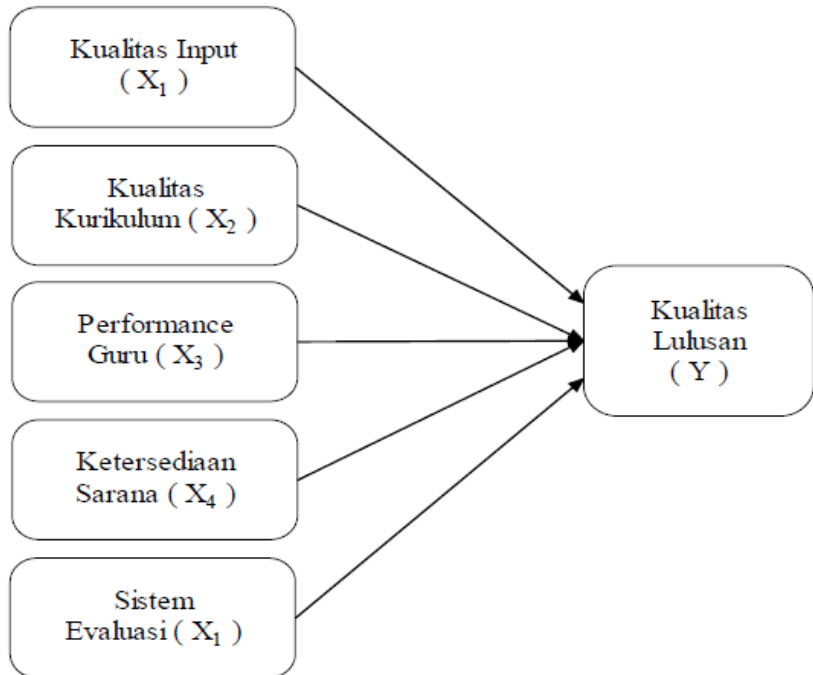 Kualitas Input
( X₁ )
Kualitas
Kurikulum ( X₂ )
Performance
Guru ( X₃ )
Ketersediaan
Sarana ( X₄ )
Sistem
Evaluasi ( X₁ )
Kualitas
Lulusan
( Y )